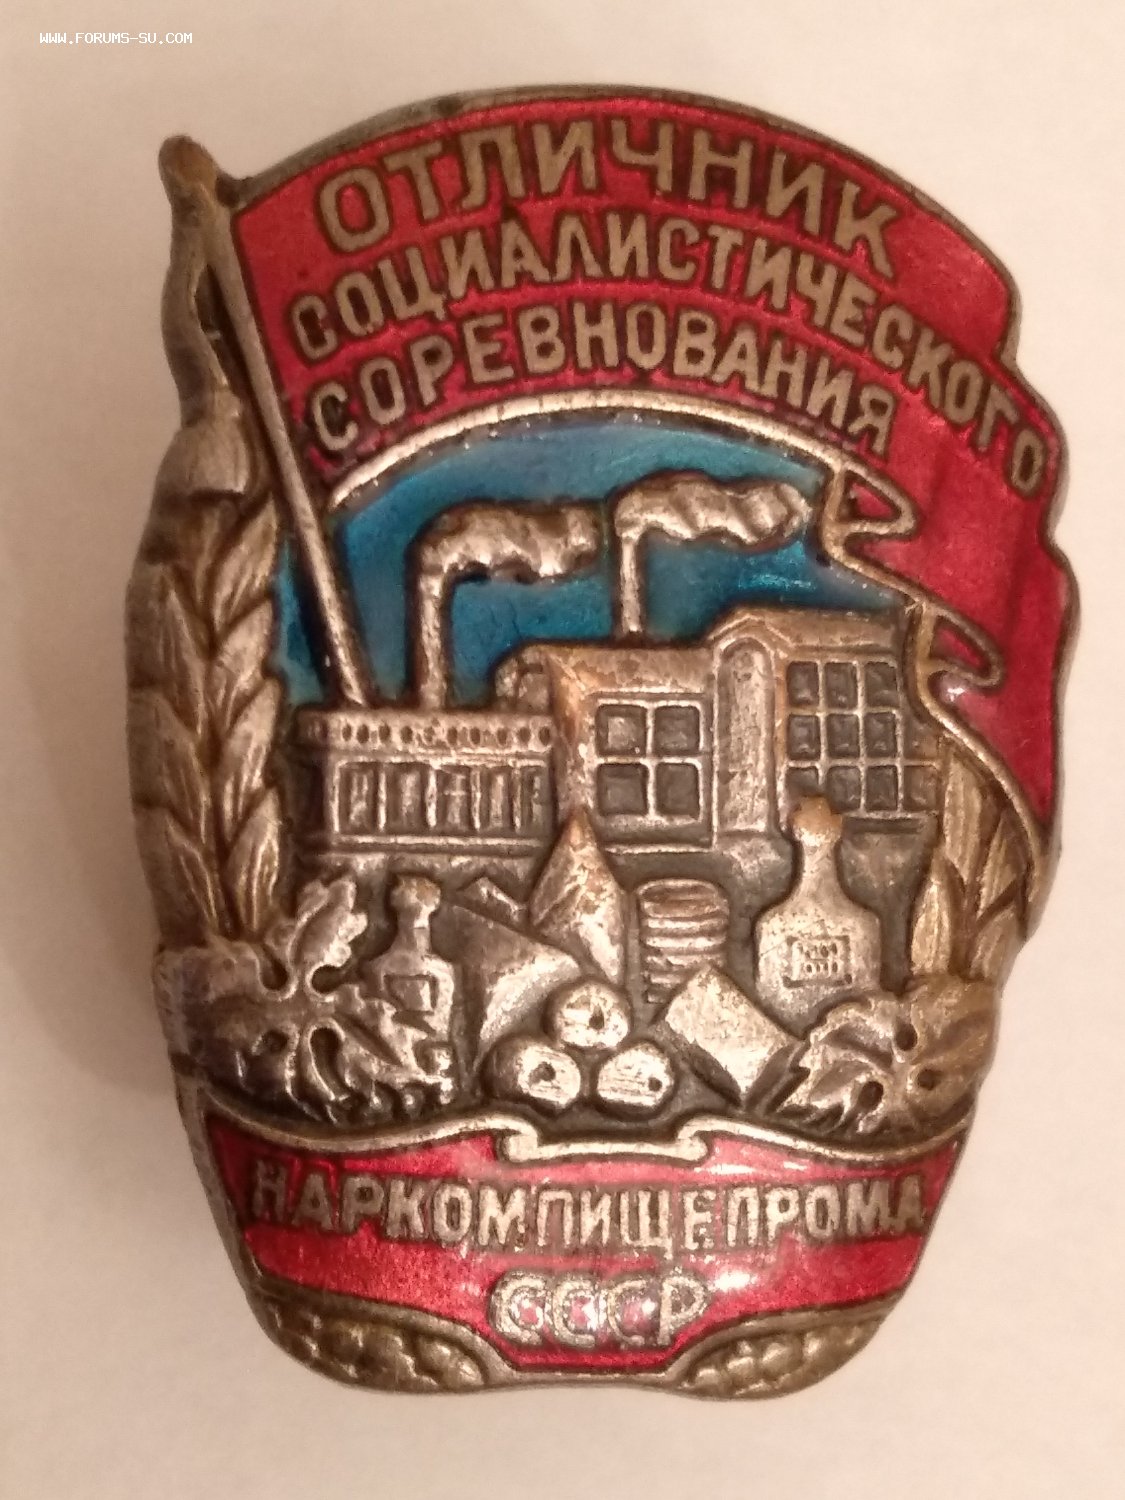 WWW.FORUMS-SU.COM
ОТЛИЧНИК
СОЦИАЛИСТИЧЕСКОГО
СОРЕВНОВАНИЯ
НАРКОМПИЩЕПРОМА
СССР